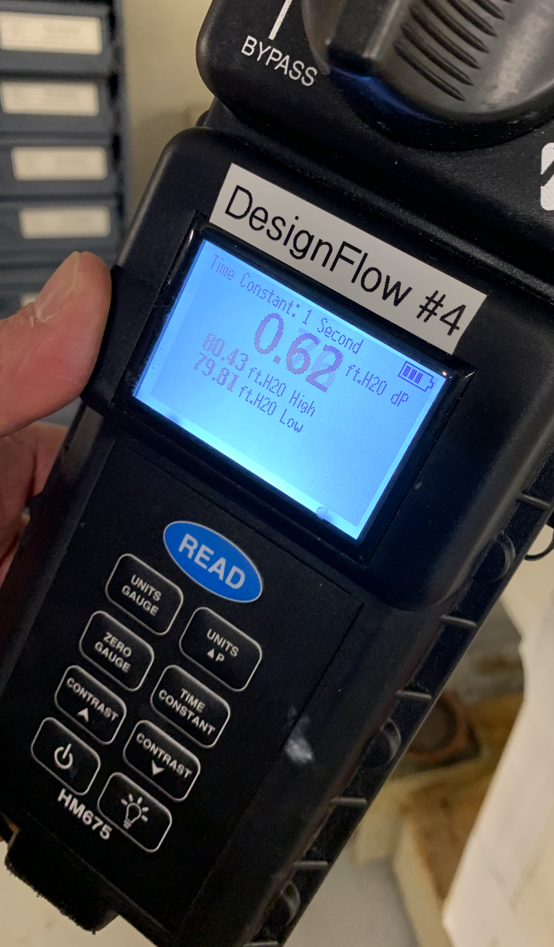 BYPASS
DesignFlow #4
Time Constant: 1 Second
0.62 ft.H2O dP
80.43 ft.H2O High
79.81 ft.H2O Low
READ
UNITS
GAUGE
UNITS
▲P
ZERO
GAUGE
TIME
CONSTANT
CONTRAST
CONTRAST
HM675